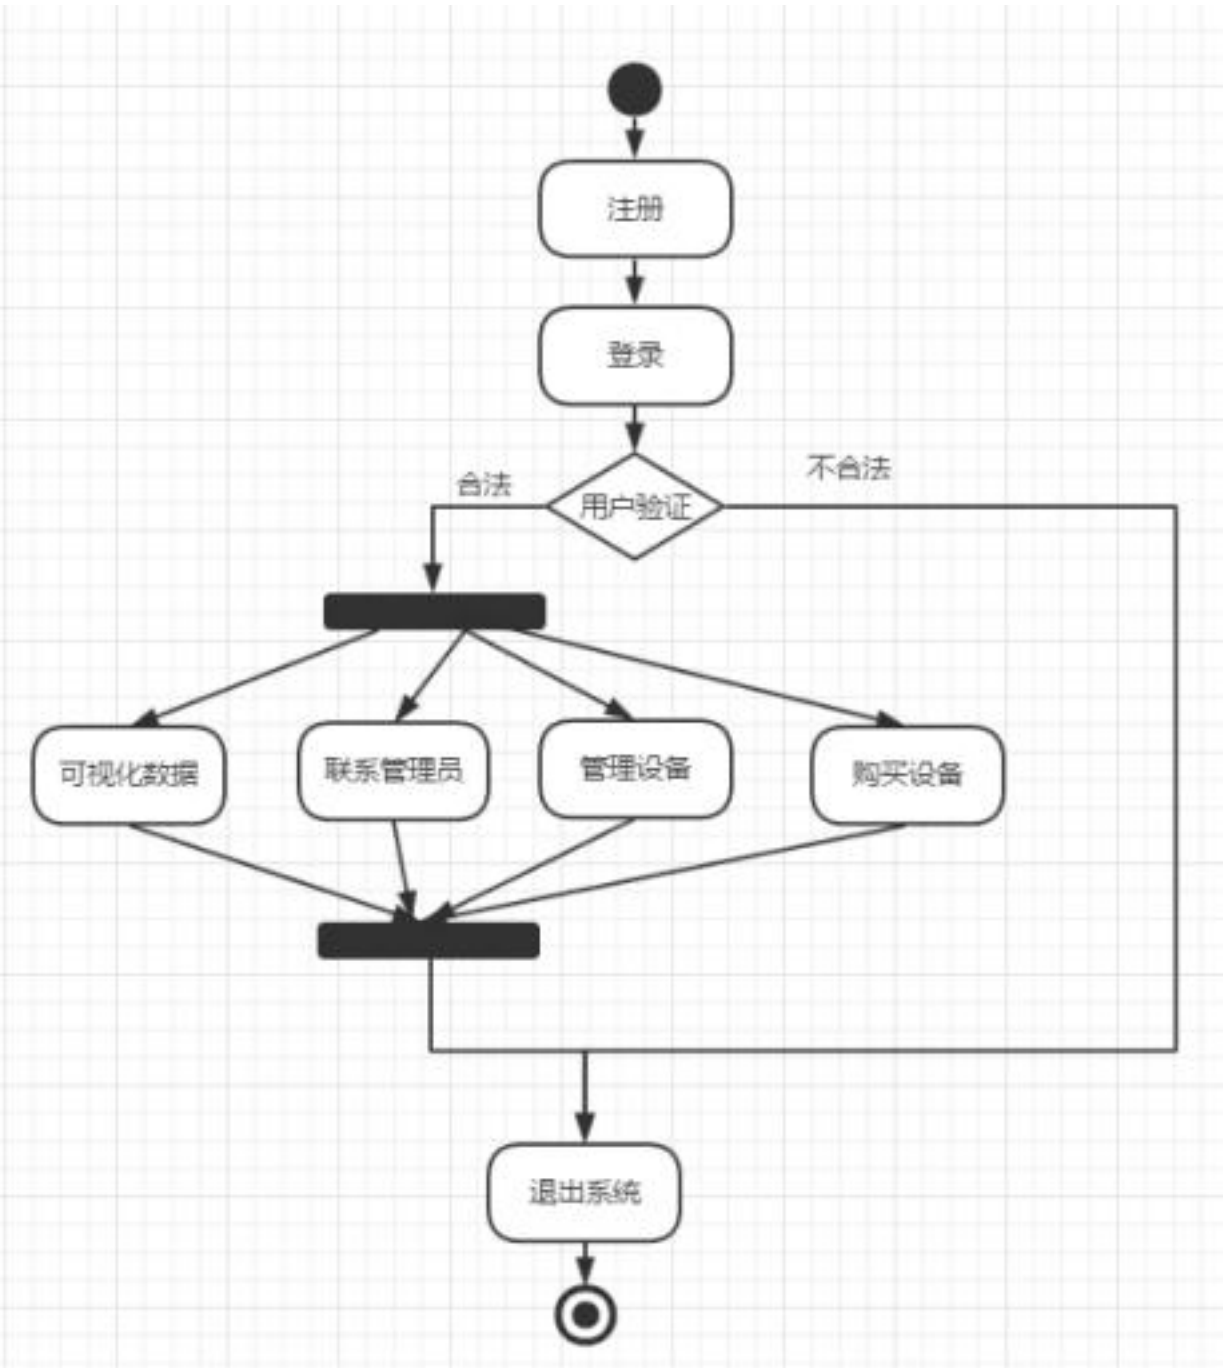 注册
登录
合法
不合法
用户验证
可视化数据
联系管理员
管理设备
购买设备
退出系统